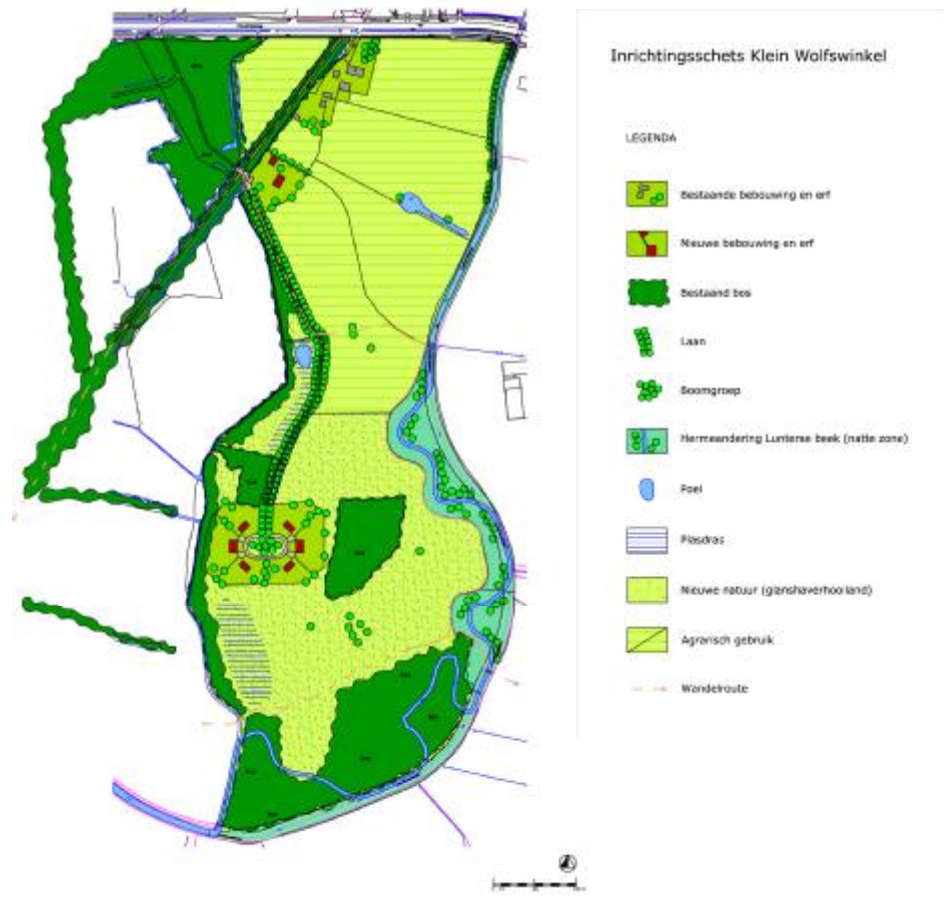 Inrichtingsschets Klein Wolfswinkel
LEGENDA
Bestaande bebouwing en erf
Nieuwe bebouwing en erf
Bestaand bos
Laan
Boomgroep
Hermeandering Lunterse beek (natte zone)
Poel
Plasdras
Nieuwe natuur (glanshaverhooiland)
Agrarisch gebruik
Wandelroute